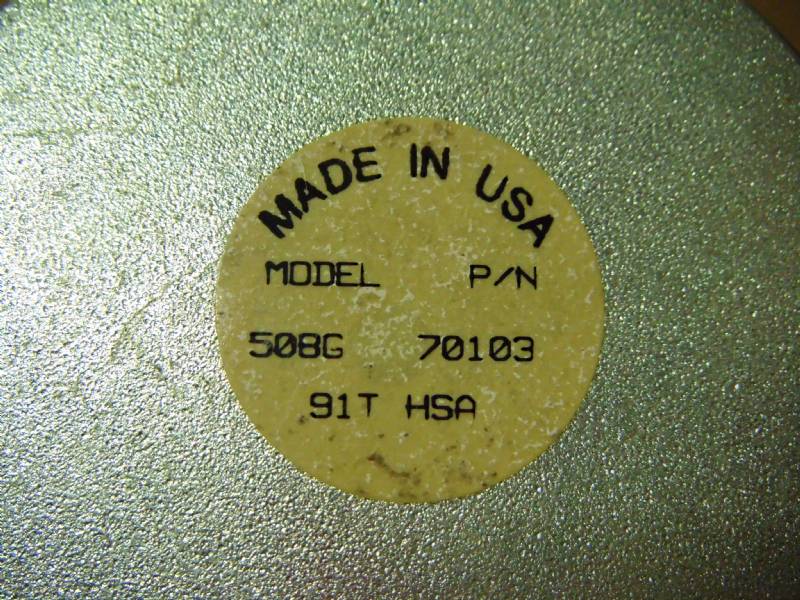 MADE IN USA
MODEL P/N
508G 70103
91T HSA